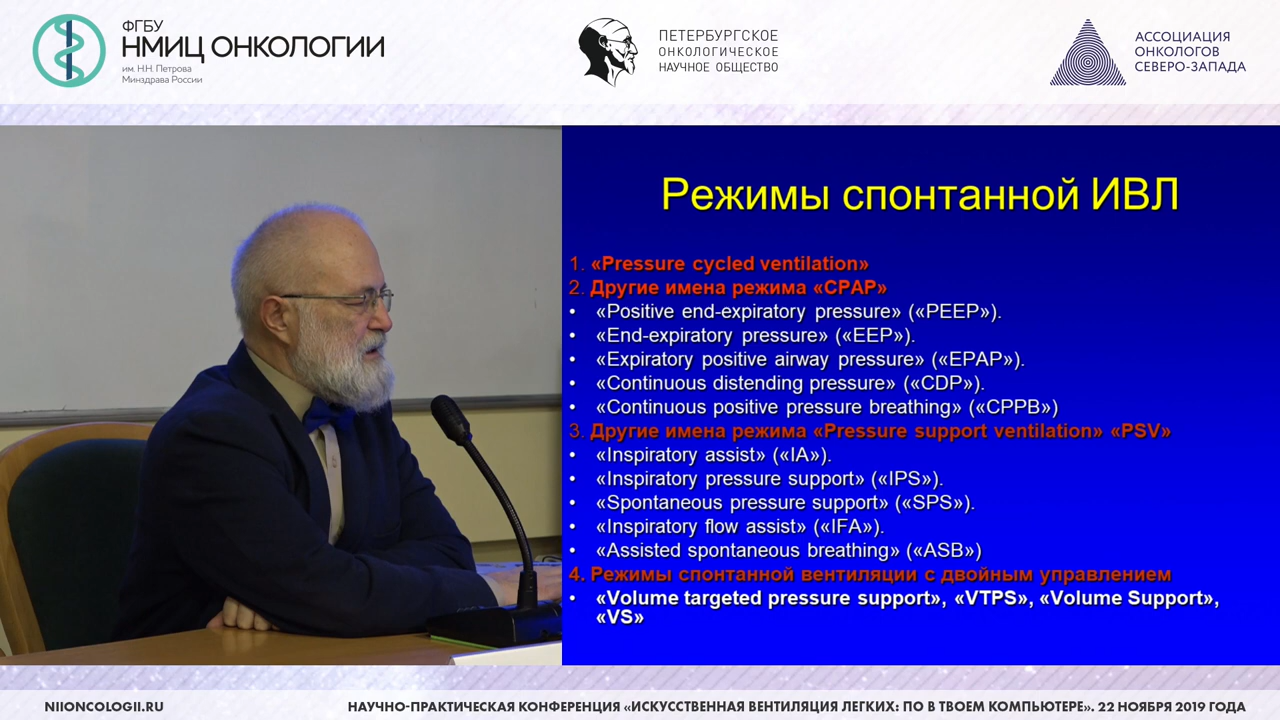 ФГБУ
НМИЦ ОНКОЛОГИИ
им. Н.Н. Петрова
Минздрава России
ПЕТЕРБУРГСКОЕ
ОНКОЛОГИЧЕСКОЕ
НАУЧНОЕ ОБЩЕСТВО
АССОЦИАЦИЯ
ОНКОЛОГОВ
СЕВЕРО-ЗАПАДА
Режимы спонтанной ИВЛ
1. «Pressure cycled ventilation»
2. Другие имена режима «CPAP»
• «Positive end-expiratory pressure» («PEEP»).
• «End-expiratory pressure» («EEP»).
• «Expiratory positive airway pressure» («EPAP»).
• «Continuous distending pressure» («CDP»).
• «Continuous positive pressure breathing» («CPPB»)
3. Другие имена режима «Pressure support ventilation» «PSV»
• «Inspiratory assist» («IA»).
• «Inspiratory pressure support» («IPS»).
• «Spontaneous pressure support» («SPS»).
• «Inspiratory flow assist» («IFA»).
• «Assisted spontaneous breathing» («ASB»)
4. Режимы спонтанной вентиляции с двойным управлением
• «Volume targeted pressure support», «VTPS», «Volume Support»,
«VS»
NIIONCOLOGII.RU
НАУЧНО-ПРАКТИЧЕСКАЯ КОНФЕРЕНЦИЯ «ИСКУССТВЕННАЯ ВЕНТИЛЯЦИЯ ЛЕГКИХ: ПО В ТВОЕМ КОМПЬЮТЕРЕ». 22 НОЯБРЯ 2019 ГОДА